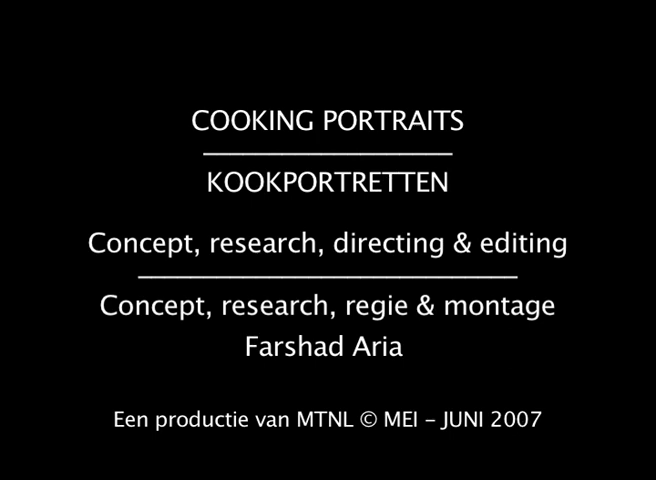 COOKING PORTRAITS
KOOKPORTRETTEN
Concept, research, directing & editing
Concept, research, regie & montage
Farshad Aria
Een productie van MTNL © MEI - JUNI 2007